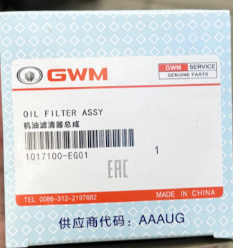 GWM
GWM SERVICE
GENUINE PARTS
OIL FILTER ASSY
机油滤清器总成
1017100-EG01
EAC
1
TEL: 0086-312-2197682
MADE IN CHINA
供应商代码: AAAUG